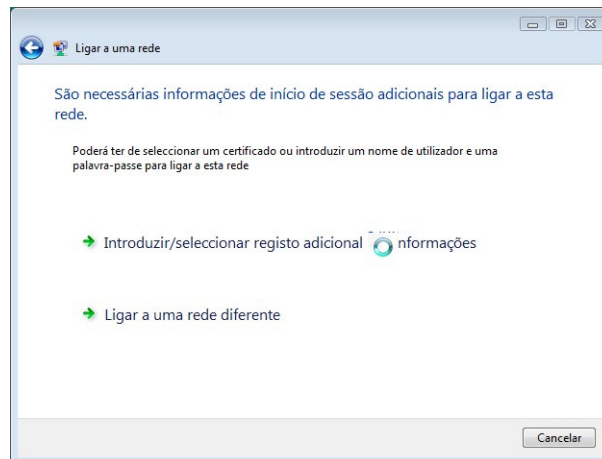 Ligar a uma rede
São necessárias informações de início de sessão adicionais para ligar a esta
rede.
Poderá ter de seleccionar um certificado ou introduzir um nome de utilizador e uma
palavra-passe para ligar a esta rede
Introduzir/seleccionar registo adicional nformações
Ligar a uma rede diferente
Cancelar